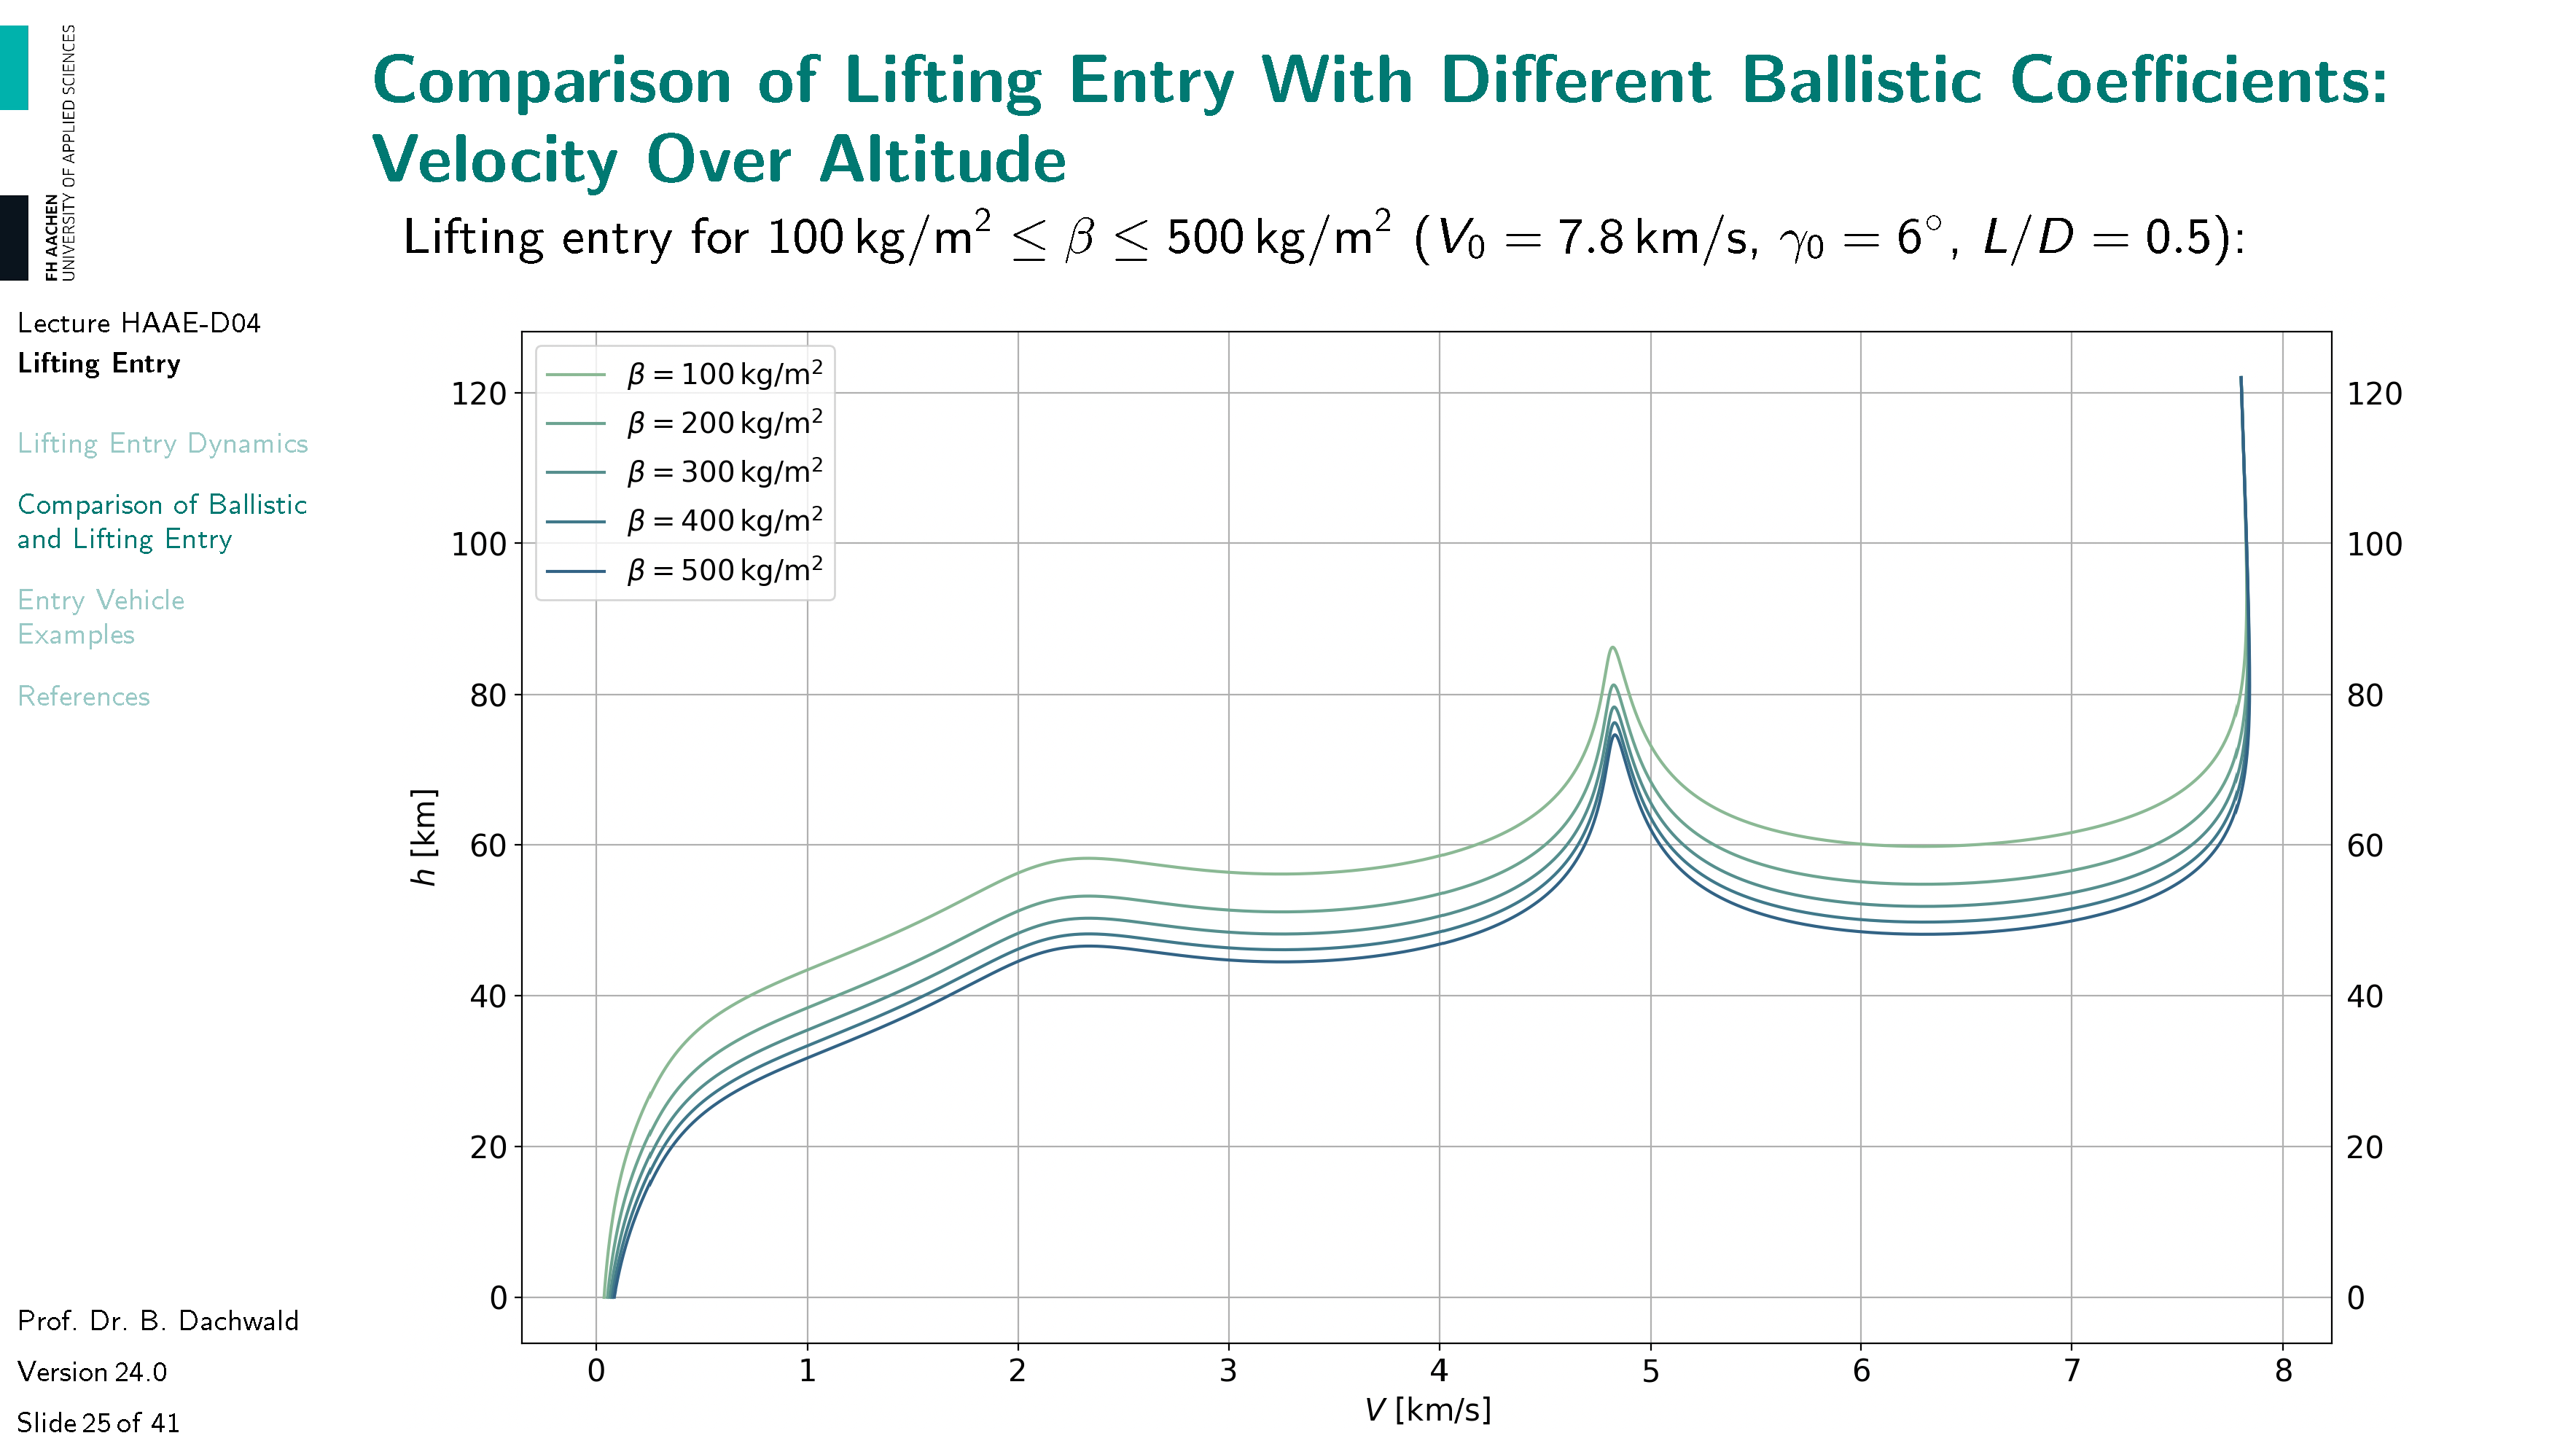 FH AACHEN
UNIVERSITY OF APPLIED SCIENCES
Comparison of Lifting Entry With Different Ballistic Coefficients:
Velocity Over Altitude
Lifting entry for 100 kg/m² ≤ β ≤ 500 kg/m² (V₀ = 7.8 km/s, γ₀ = 6°, L/D = 0.5):
Lecture HAAE-D04
Lifting Entry
Lifting Entry Dynamics
Comparison of Ballistic
and Lifting Entry
Entry Vehicle
Examples
References
Prof. Dr. B. Dachwald
Version 24.0
Slide 25 of 41
β = 100 kg/m²
β = 200 kg/m²
β = 300 kg/m²
β = 400 kg/m²
β = 500 kg/m²
h [km]
120
100
80
60
40
20
0
120
100
80
60
40
20
0
0 1 2 3 4 5 6 7 8
V [km/s]